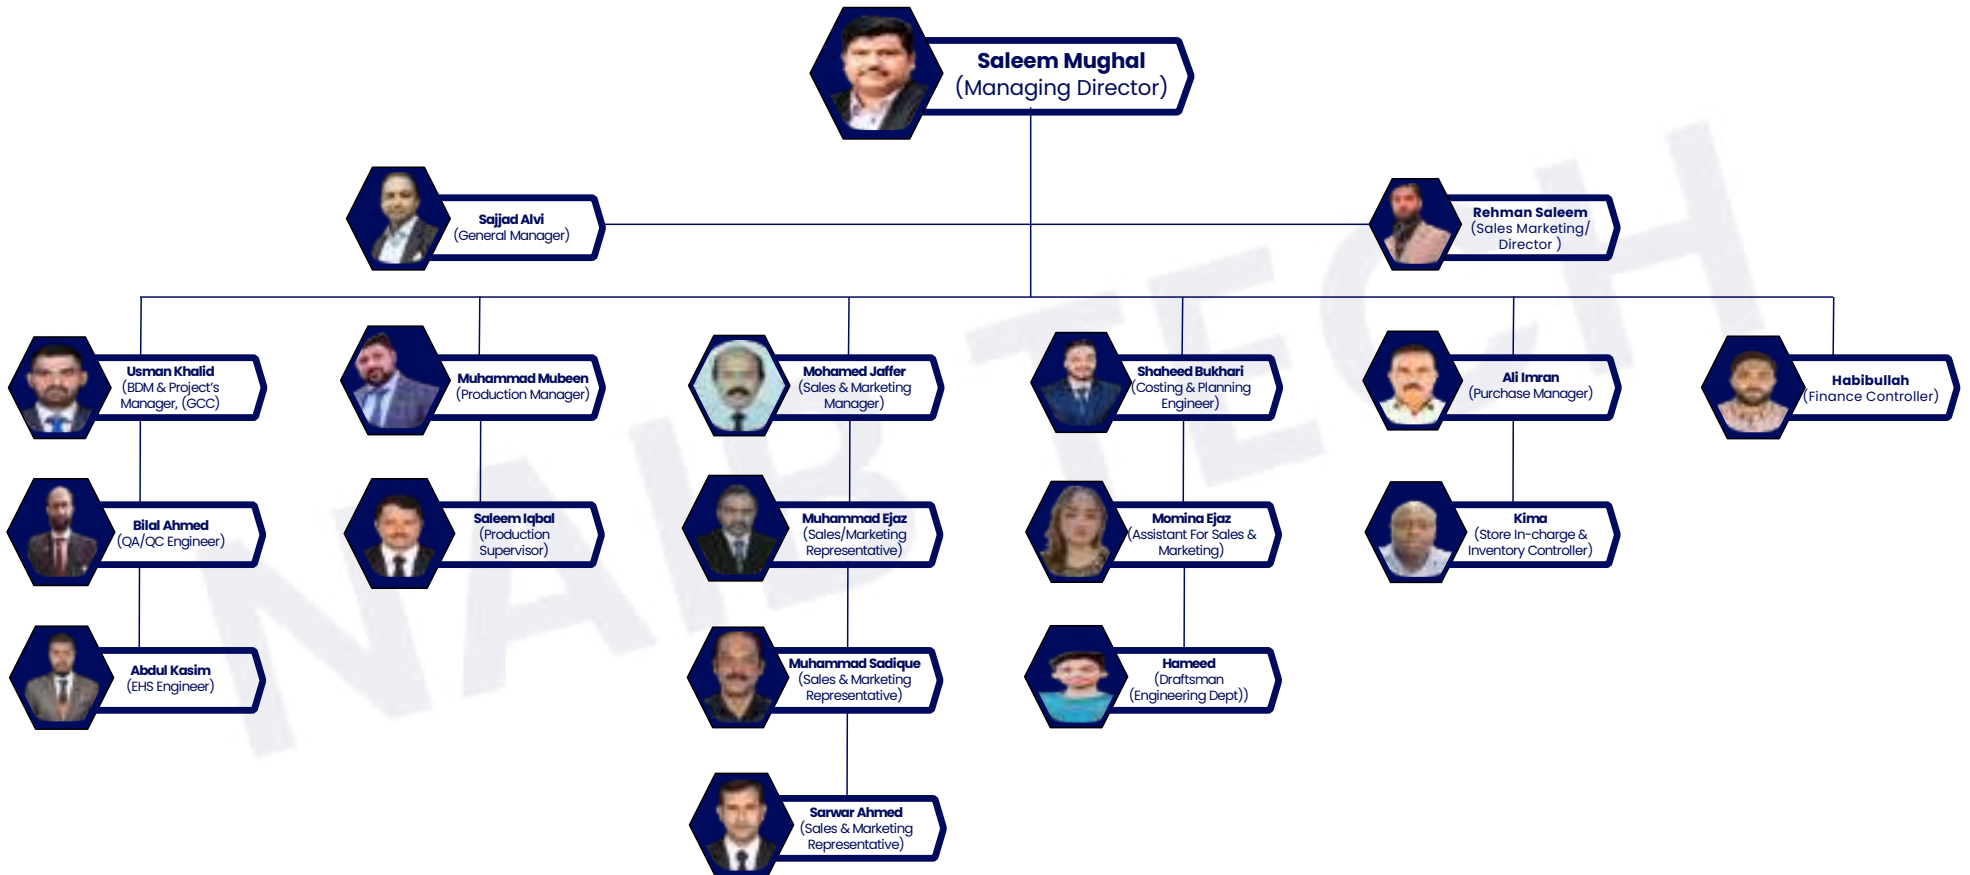 Saleem Mughal
(Managing Director)
Sajjad Alvi
(General Manager)
Rehman Saleem
(Sales Marketing/
Director )
Usman Khalid
(BDM & Project's
Manager, (GCC)
Muhammad Mubeen
(Production Manager)
Mohamed Jaffer
(Sales & Marketing
Manager)
Shaheed Bukhari
(Costing & Planning
Engineer)
Ali Imran
(Purchase Manager)
Habibullah
(Finance Controller)
Bilal Ahmed
(QA/QC Engineer)
Saleem Iqbal
(Production
Supervisor)
Muhammad Ejaz
(Sales/Marketing
Representative)
Momina Ejaz
(Assistant For Sales &
Marketing)
Kima
(Store In-charge &
Inventory Controller)
Abdul Kasim
(EHS Engineer)
Muhammad Sadique
(Sales & Marketing
Representative)
Hameed
(Draftsman
(Engineering Dept))
Sarwar Ahmed
(Sales & Marketing
Representative)
NAIB TECH